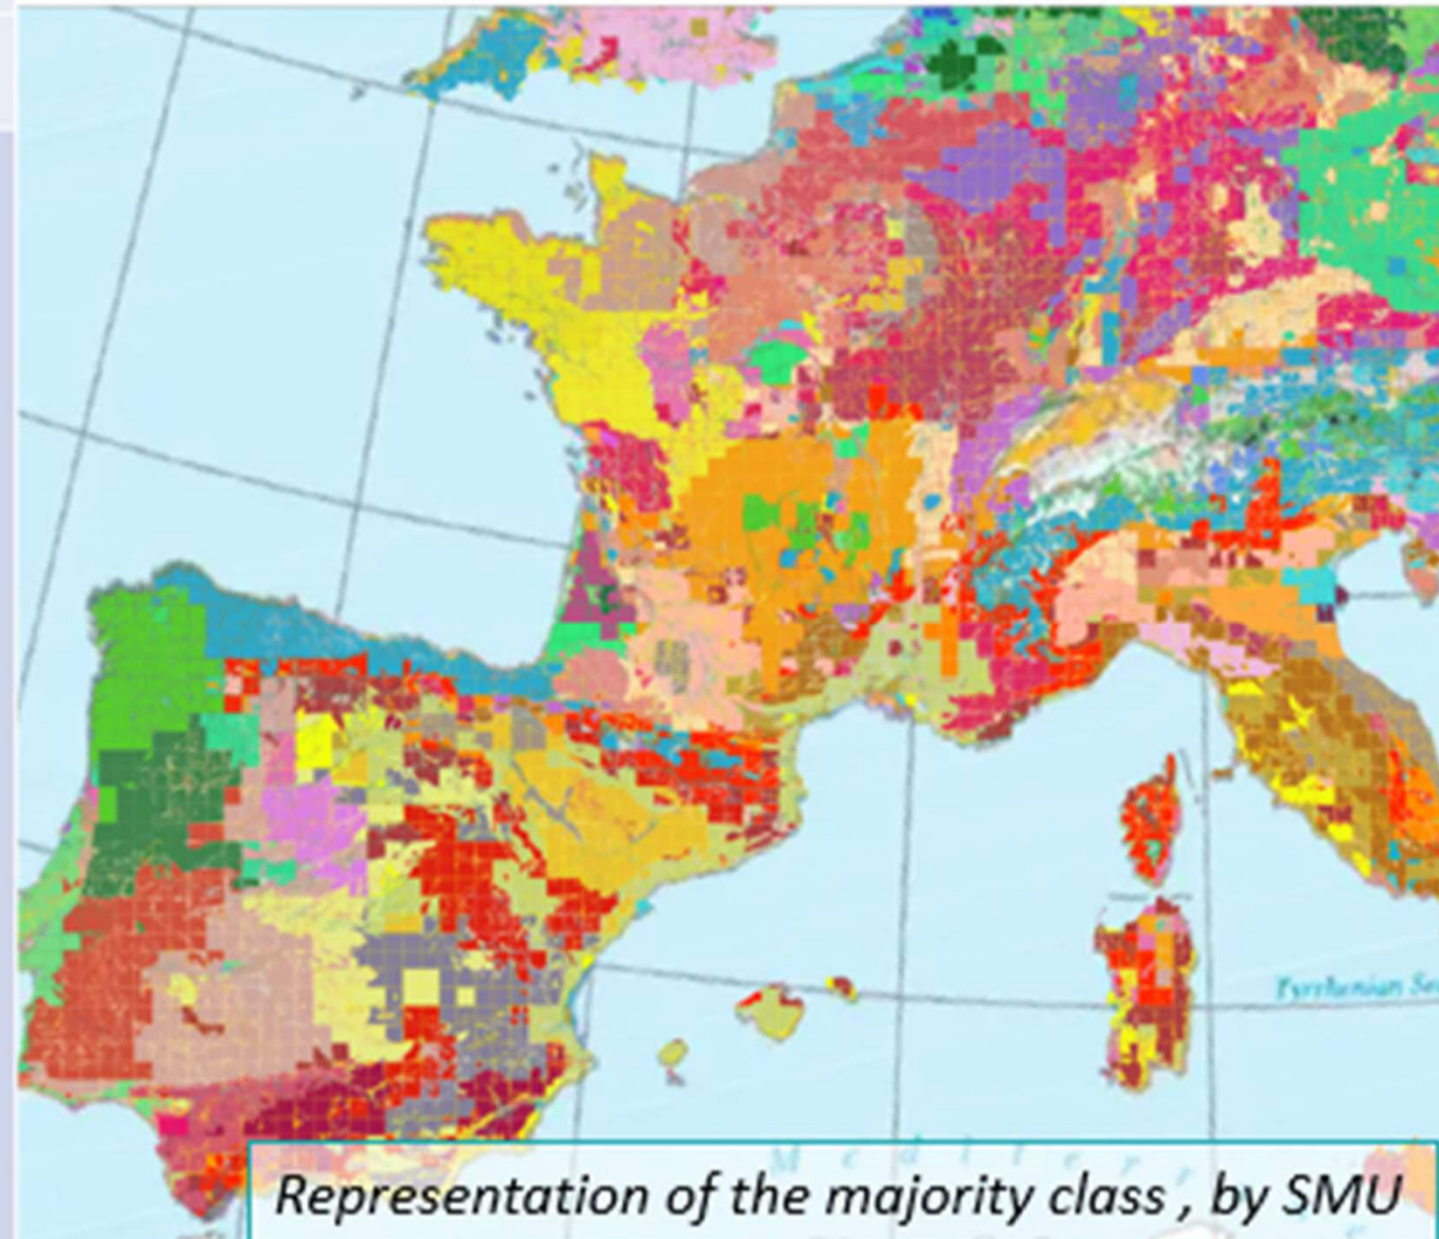 Tyrrhenian Se
M e d i t e r r
Representation of the majority class , by SMU